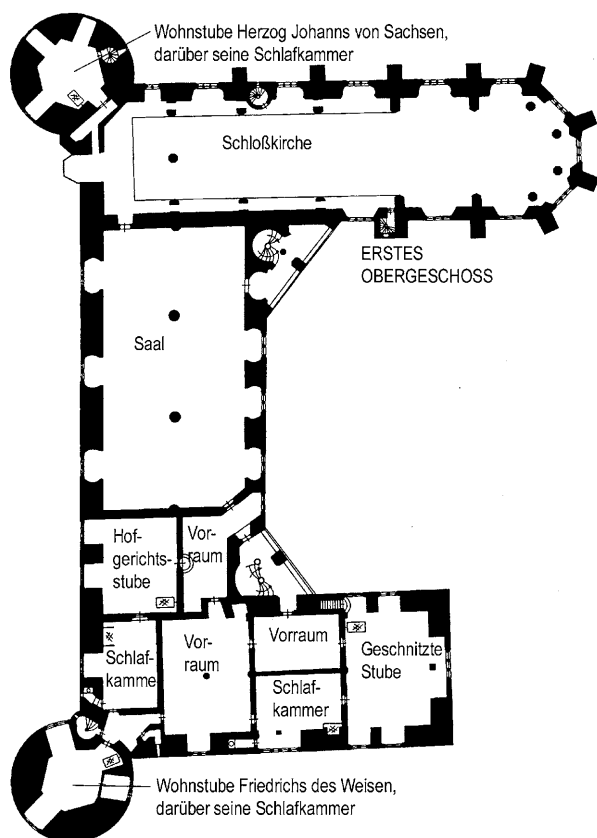 Wohnstube Herzog Johanns von Sachsen,
darüber seine Schlafkammer
Schloßkirche
ERSTES
OBERGESCHOSS
Saal
Hof-
gerichts-
stube
Vor-
raum
Schlaf-
kamme
Vor-
raum
Vorraum
Schlaf-
kammer
Geschnitzte
Stube
Wohnstube Friedrichs des Weisen,
darüber seine Schlafkammer